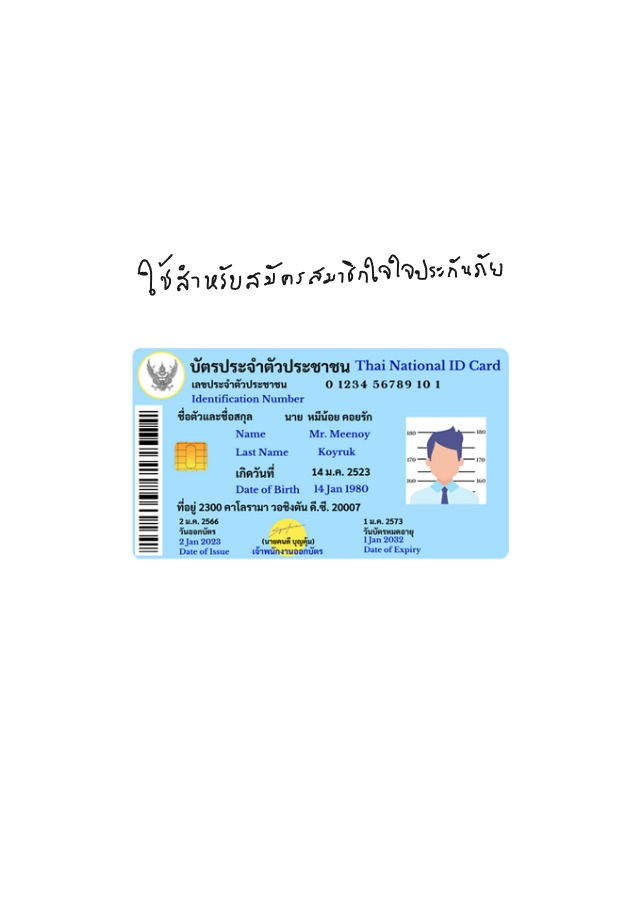 ใช้สำหรับสมัครสมาชิกใจใจประกันภัย
บัตรประจำตัวประชาชน Thai National ID Card
เลขประจำตัวประชาชน 0 1234 56789 10 1
Identification Number
ชื่อตัวและชื่อสกุล นาย หมีน้อย คอยรัก
Name Mr. Meenoy
Last Name Koyruk
เกิดวันที่ 14 ม.ค. 2523
Date of Birth 14 Jan 1980
ที่อยู่ 2300 คาโลรามา วอชิงตัน ดี.ซี. 20007
2 ม.ค. 2566
วันออกบัตร
2 Jan 2023
Date of Issue
(นายคนดี บุญคุ้ม)
เจ้าพนักงานออกบัตร
1 ม.ค. 2573
วันบัตรหมดอายุ
1 Jan 2032
Date of Expiry
180 180
170 170
160 160